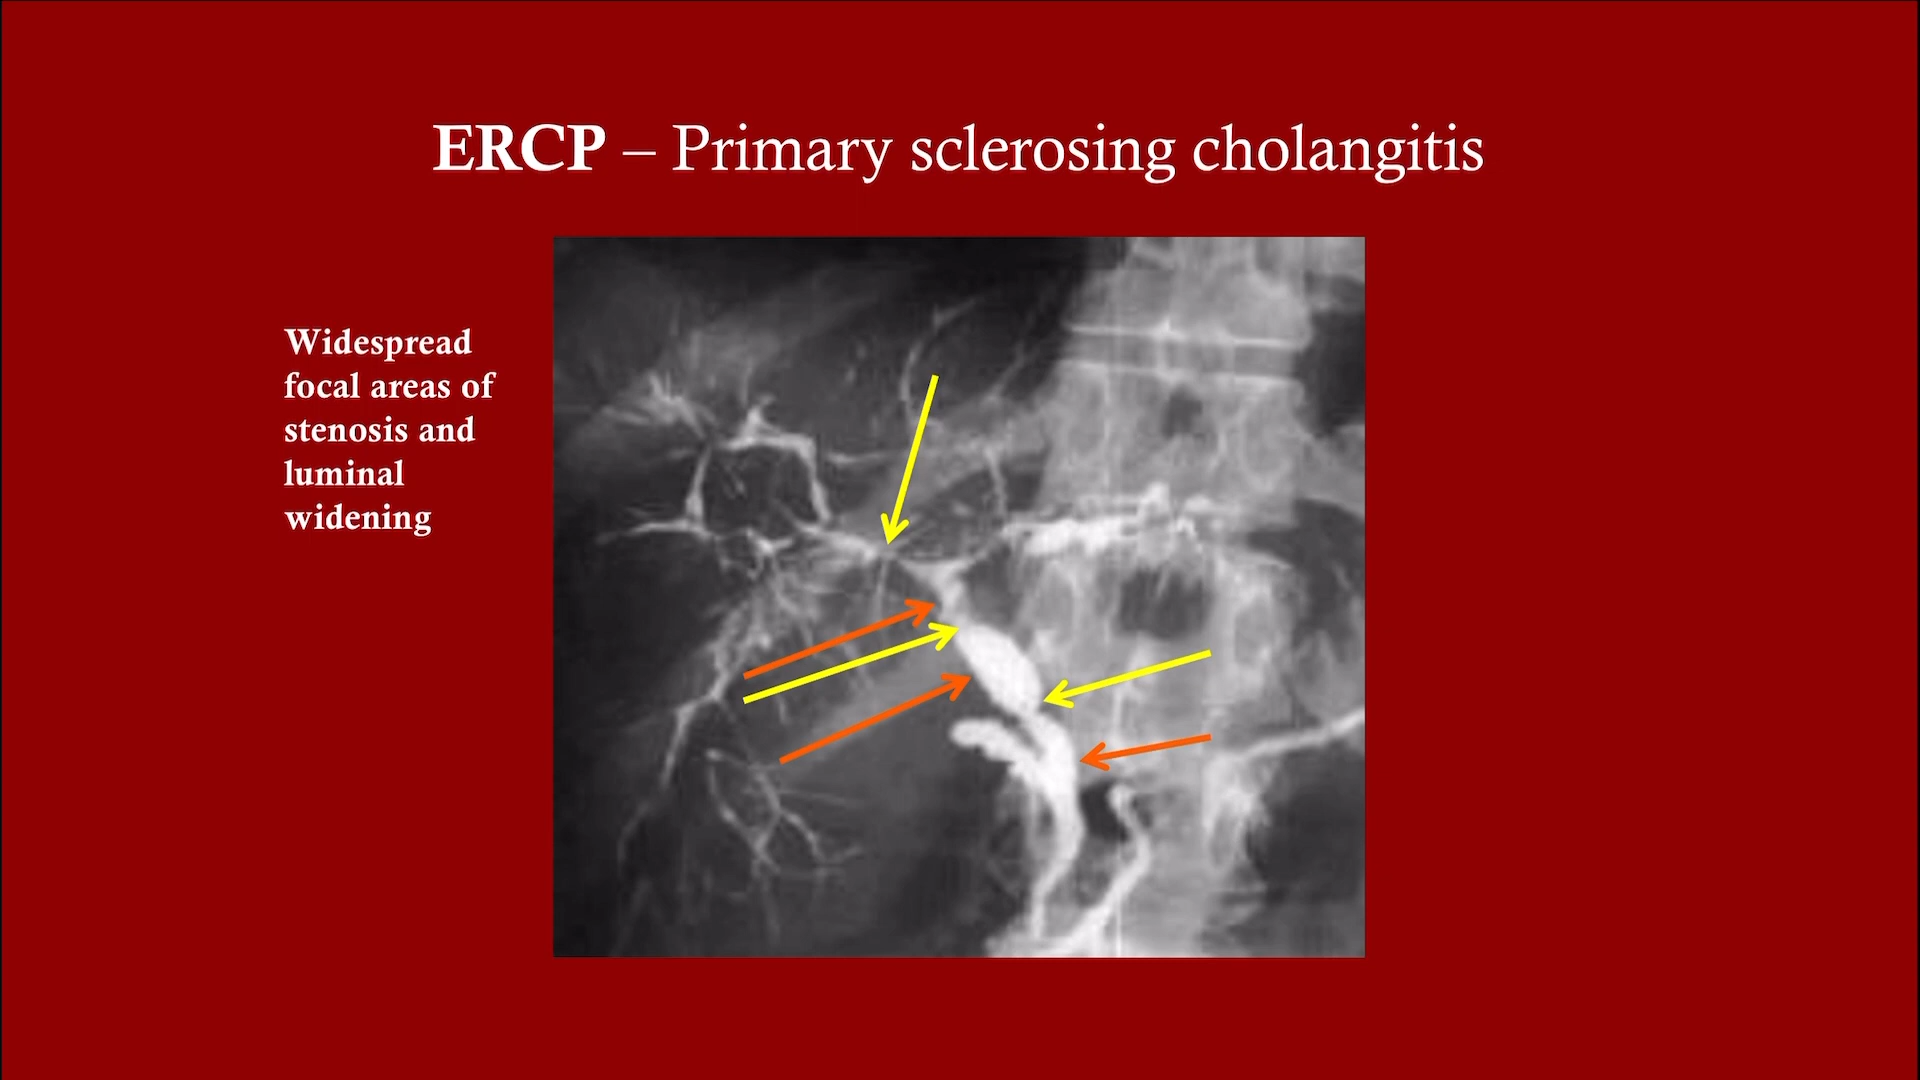 ERCP – Primary sclerosing cholangitis
Widespread
focal areas of
stenosis and
luminal
widening